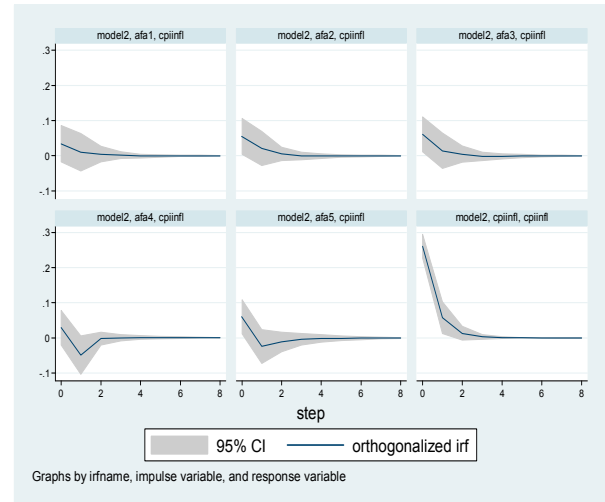 model2, afa1, cpiinfl
model2, afa2, cpiinfl
model2, afa3, cpiinfl
.3
.2
.1
0
-.1
model2, afa4, cpiinfl
model2, afa5, cpiinfl
model2, cpiinfl, cpiinfl
.3
.2
.1
0
-.1
0 2 4 6 8
0 2 4 6 8
0 2 4 6 8
step
95% CI
orthogonalized irf
Graphs by irfname, impulse variable, and response variable